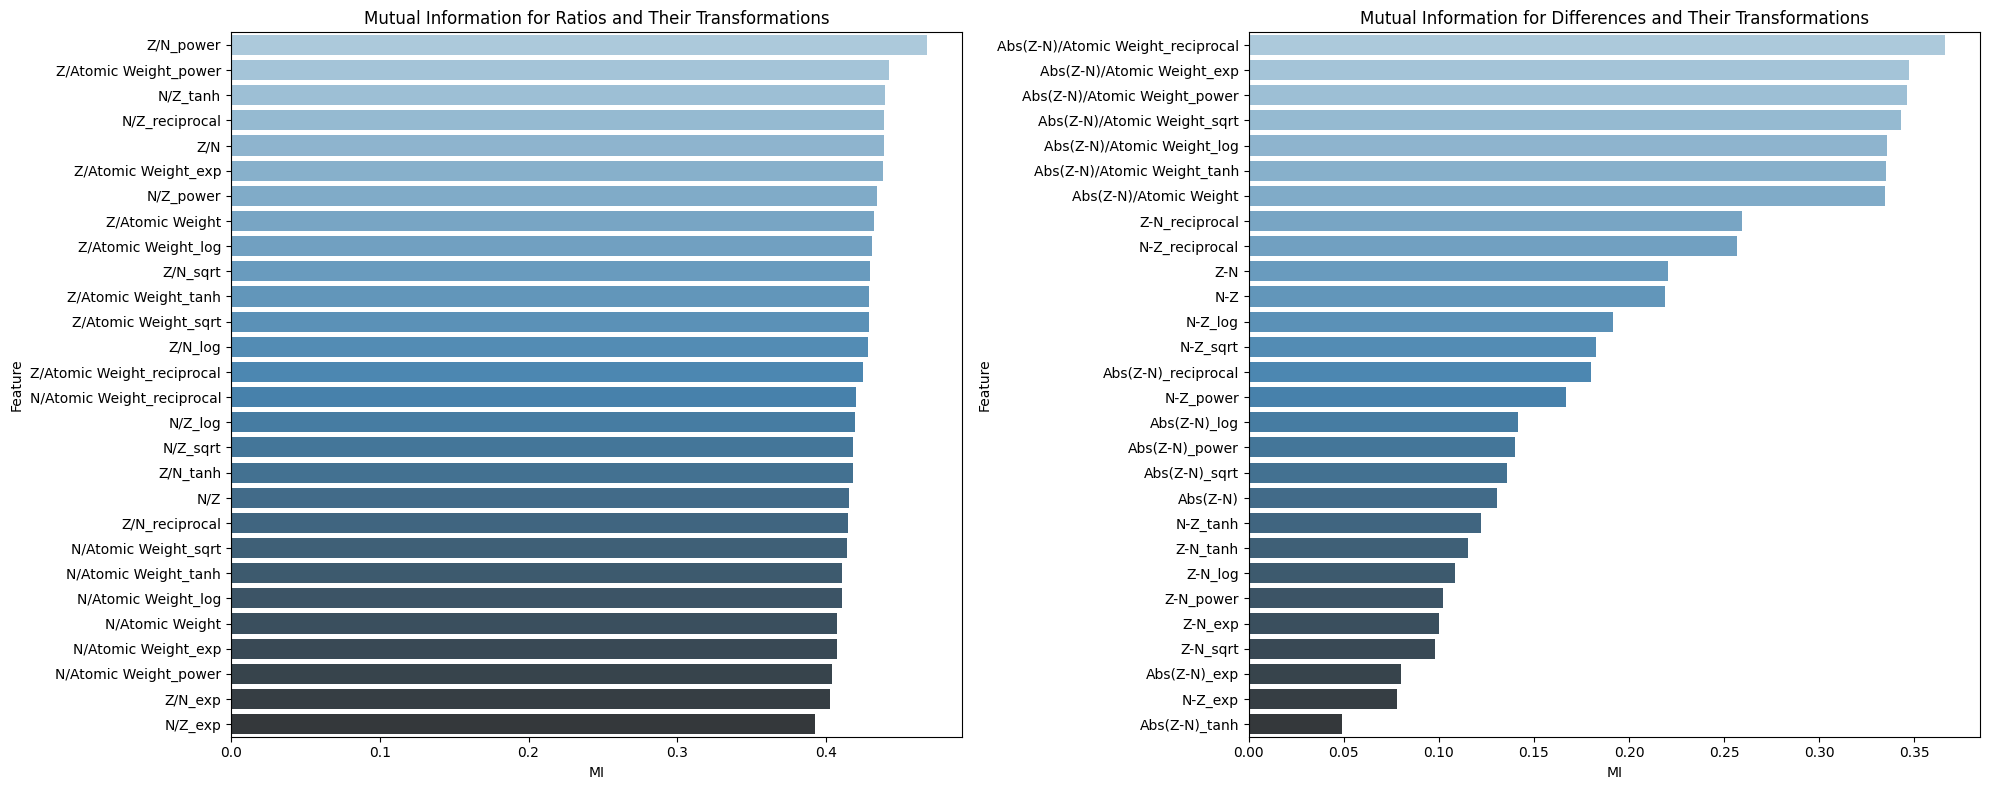 Mutual Information for Ratios and Their Transformations
Z/N_power
Z/Atomic Weight_power
N/Z_tanh
N/Z_reciprocal
Z/N
Z/Atomic Weight_exp
N/Z_power
Z/Atomic Weight
Z/Atomic Weight_log
Z/N_sqrt
Z/Atomic Weight_tanh
Z/Atomic Weight_sqrt
Z/N_log
Z/Atomic Weight_reciprocal
N/Atomic Weight_reciprocal
N/Z_log
N/Z_sqrt
Z/N_tanh
N/Z
Z/N_reciprocal
N/Atomic Weight_sqrt
N/Atomic Weight_tanh
N/Atomic Weight_log
N/Atomic Weight
N/Atomic Weight_exp
N/Atomic Weight_power
Z/N_exp
N/Z_exp
Feature
0.0 0.1 0.2 0.3 0.4
MI
Mutual Information for Differences and Their Transformations
Abs(Z-N)/Atomic Weight_reciprocal
Abs(Z-N)/Atomic Weight_exp
Abs(Z-N)/Atomic Weight_power
Abs(Z-N)/Atomic Weight_sqrt
Abs(Z-N)/Atomic Weight_log
Abs(Z-N)/Atomic Weight_tanh
Abs(Z-N)/Atomic Weight
Z-N_reciprocal
N-Z_reciprocal
Z-N
N-Z
N-Z_log
N-Z_sqrt
Abs(Z-N)_reciprocal
N-Z_power
Abs(Z-N)_log
Abs(Z-N)_power
Abs(Z-N)_sqrt
Abs(Z-N)
N-Z_tanh
Z-N_tanh
Z-N_log
Z-N_power
Z-N_exp
Z-N_sqrt
Abs(Z-N)_exp
N-Z_exp
Abs(Z-N)_tanh
Feature
0.00 0.05 0.10 0.15 0.20 0.25 0.30 0.35
MI